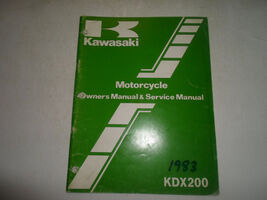 Kawasaki
Motorcycle
Owners Manual & Service Manual
1983
KDX200